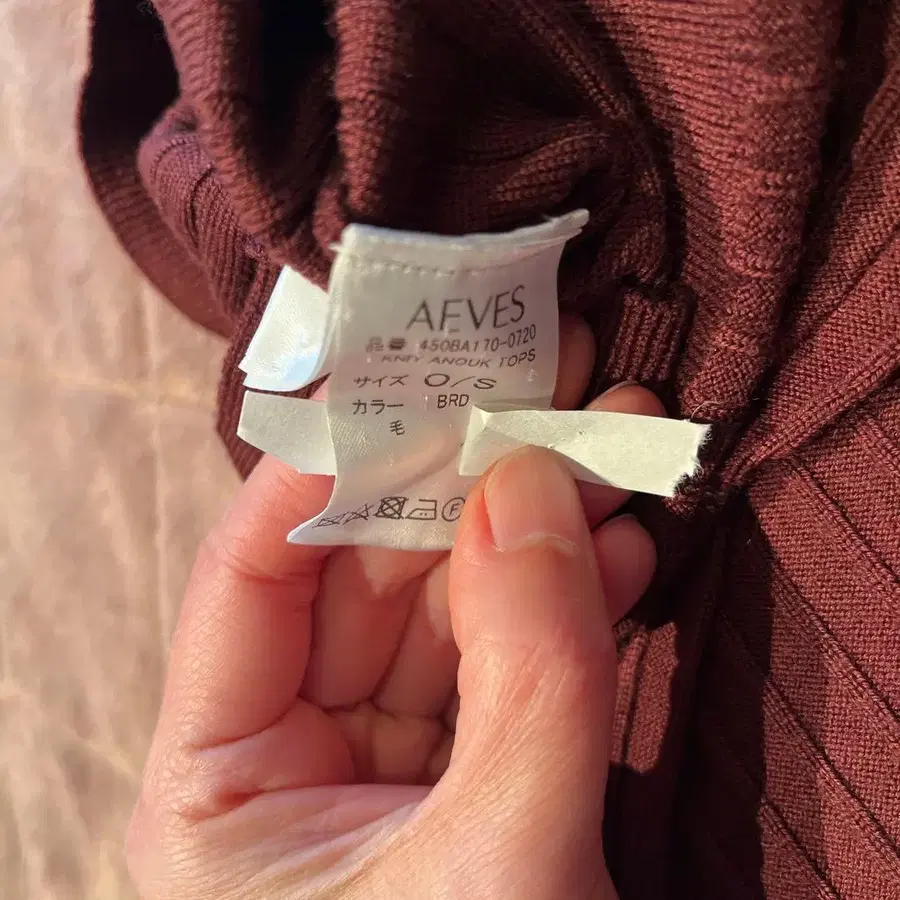 AEVES
品番 450BA170-0720
KNIT ANOUK TOPS
サイズ O/S
カラー BRD
毛
F